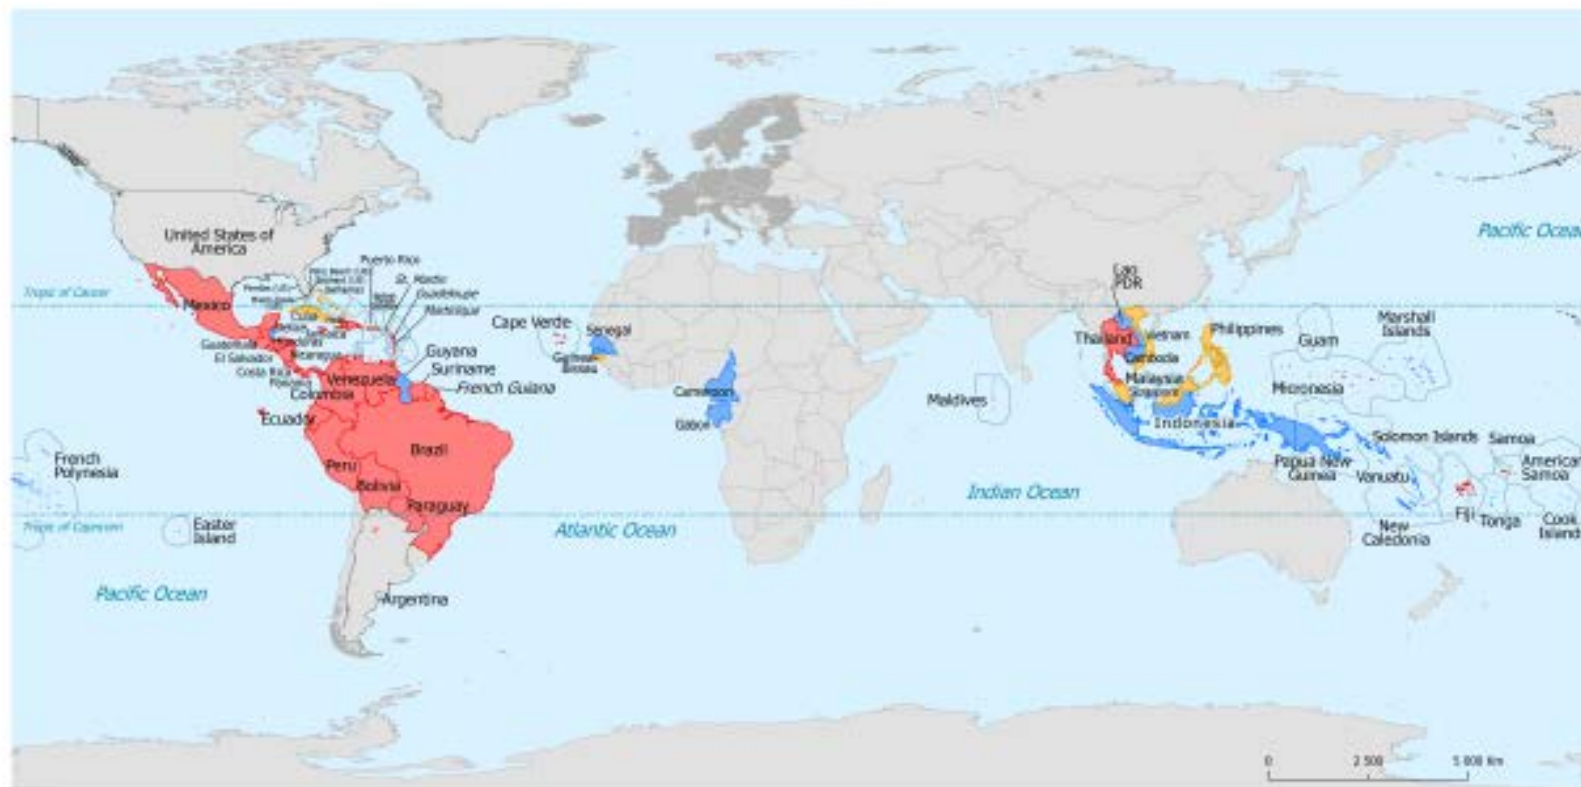 Pacific Ocean
United States of
America
Puerto Rico
St. Martin
Guadeloupe
Martinique
Lao
PDR
Tropic of Cancer
Mexico
Cuba
Jamaica
Guatemala
El Salvador
Nicaragua
Costa Rica
Panama
Cape Verde
Senegal
Guinea-
Bissau
Thailand
Vietnam
Philippines
Cambodia
Guam
Marshall
Islands
Guyana
Suriname
French Guiana
Venezuela
Colombia
Ecuador
Cameroon
Gabon
Maldives
Malaysia
Singapore
Micronesia
Indonesia
Brazil
Peru
Bolivia
Paraguay
French
Polynesia
Indian Ocean
Papua New
Guinea
Solomon Islands
Samoa
Vanuatu
American
Samoa
Tropic of Capricorn
Easter
Island
Atlantic Ocean
New
Caledonia
Fiji
Tonga
Cook
Islands
Pacific Ocean
Argentina
0
2 500
5 000 Km